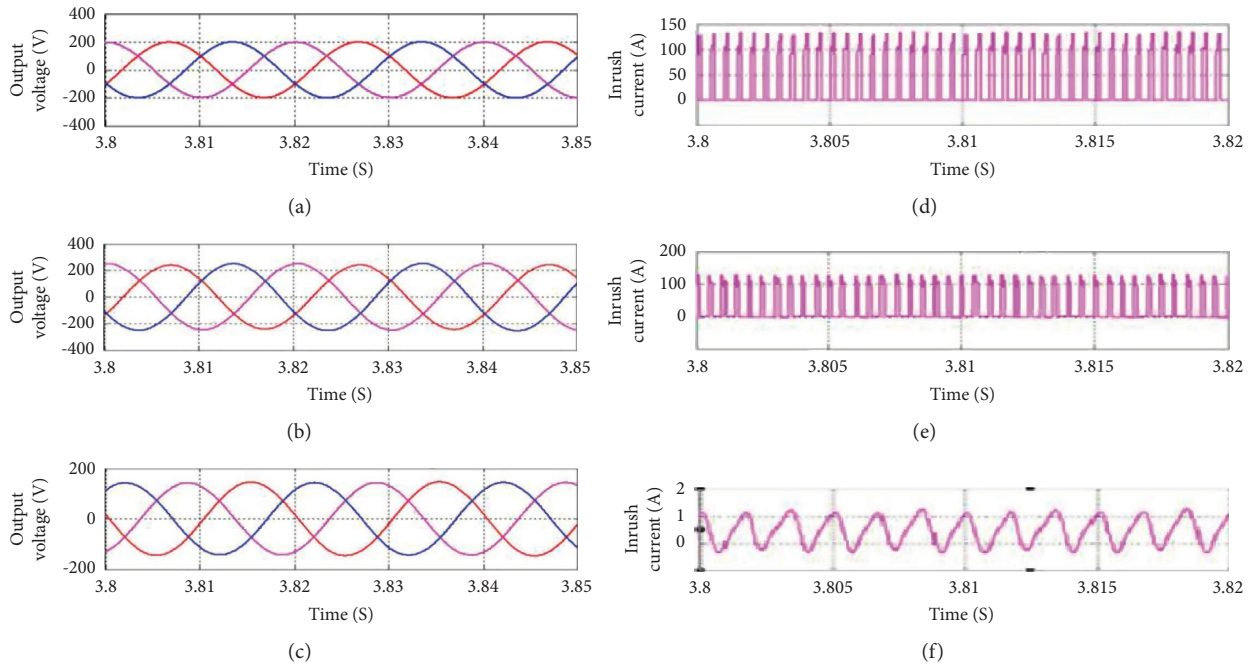 Output
voltage (V)
400
200
0
-200
-400
3.8 3.81 3.82 3.83 3.84 3.85
Time (S)
(a)
Output
voltage (V)
400
200
0
-200
-400
3.8 3.81 3.82 3.83 3.84 3.85
Time (S)
(b)
Output
voltage (V)
200
0
-200
3.8 3.81 3.82 3.83 3.84 3.85
Time (S)
(c)
Inrush
current (A)
150
100
50
0
3.8 3.805 3.81 3.815 3.82
Time (S)
(d)
Inrush
current (A)
200
100
0
3.8 3.805 3.81 3.815 3.82
Time (S)
(e)
Inrush
current (A)
2
1
0
3.8 3.805 3.81 3.815 3.82
Time (S)
(f)